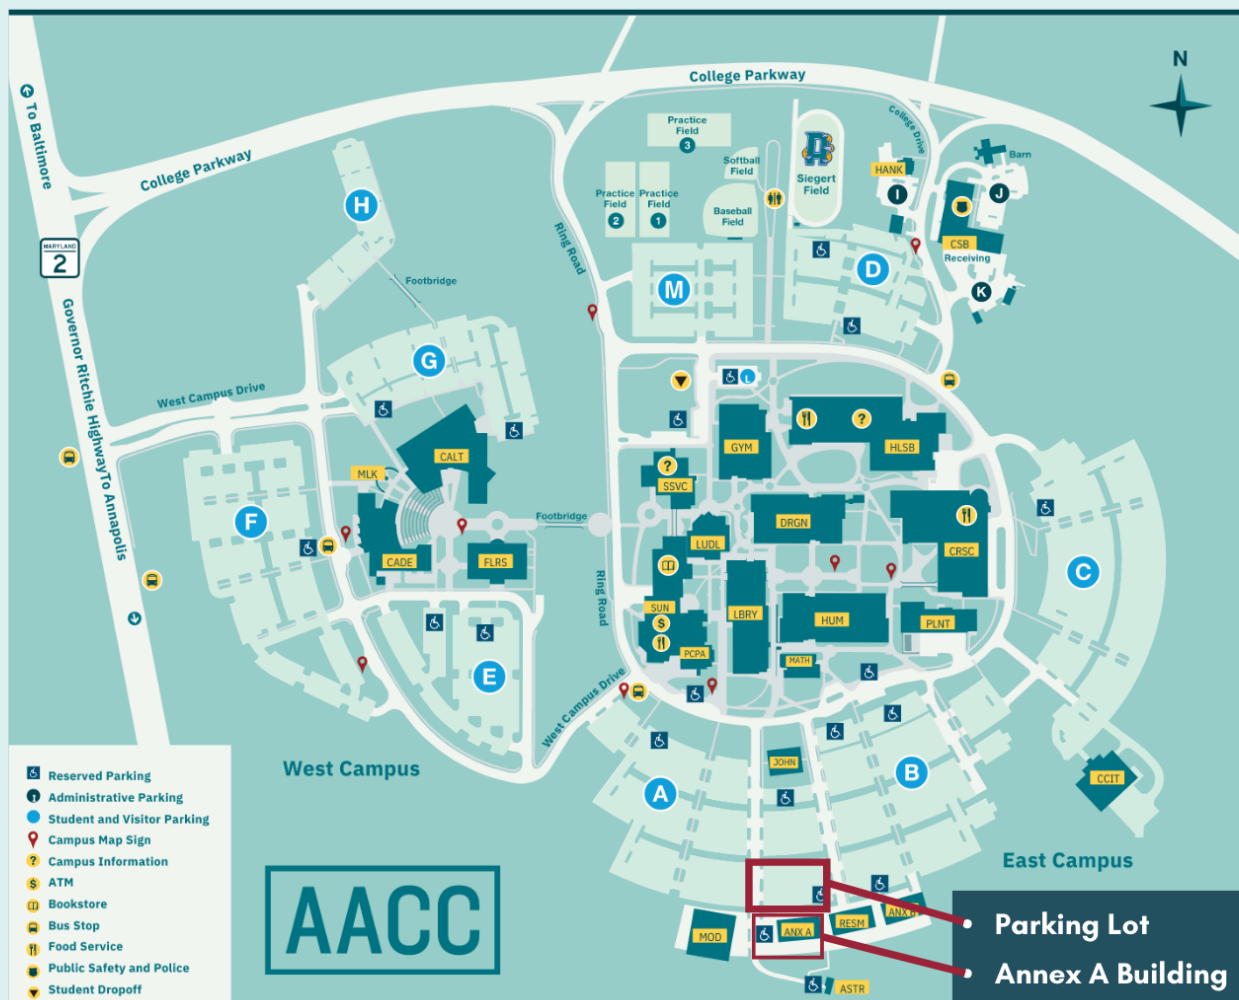 College Parkway
N
To Baltimore
College Parkway
College Drive
Practice
Field
3
Softball
Field
Siegert
Field
HANK
Barn
I
J
H
Practice
Field
2
Practice
Field
1
Baseball
Field
MARYLAND
2
Ring Road
CSB
Receiving
K
Footbridge
M
D
Governor Ritchie Highway
To Annapolis
G
West Campus Drive
L
GYM
HLSB
?
CALT
MLK
?
SSVC
F
Footbridge
DRGN
LUDL
CRSC
CADE
FLRS
C
Ring Road
SUN
$
LBRY
HUM
PLNT
PCPA
MATH
E
West Campus Drive
West Campus
JOHN
A
B
CCIT
East Campus
Reserved Parking
1 Administrative Parking
Student and Visitor Parking
Campus Map Sign
? Campus Information
$ ATM
Bookstore
Bus Stop
Food Service
Public Safety and Police
Student Dropoff
AACC
MOD
ANX A
RESM
ANX B
ASTR
• Parking Lot
• Annex A Building